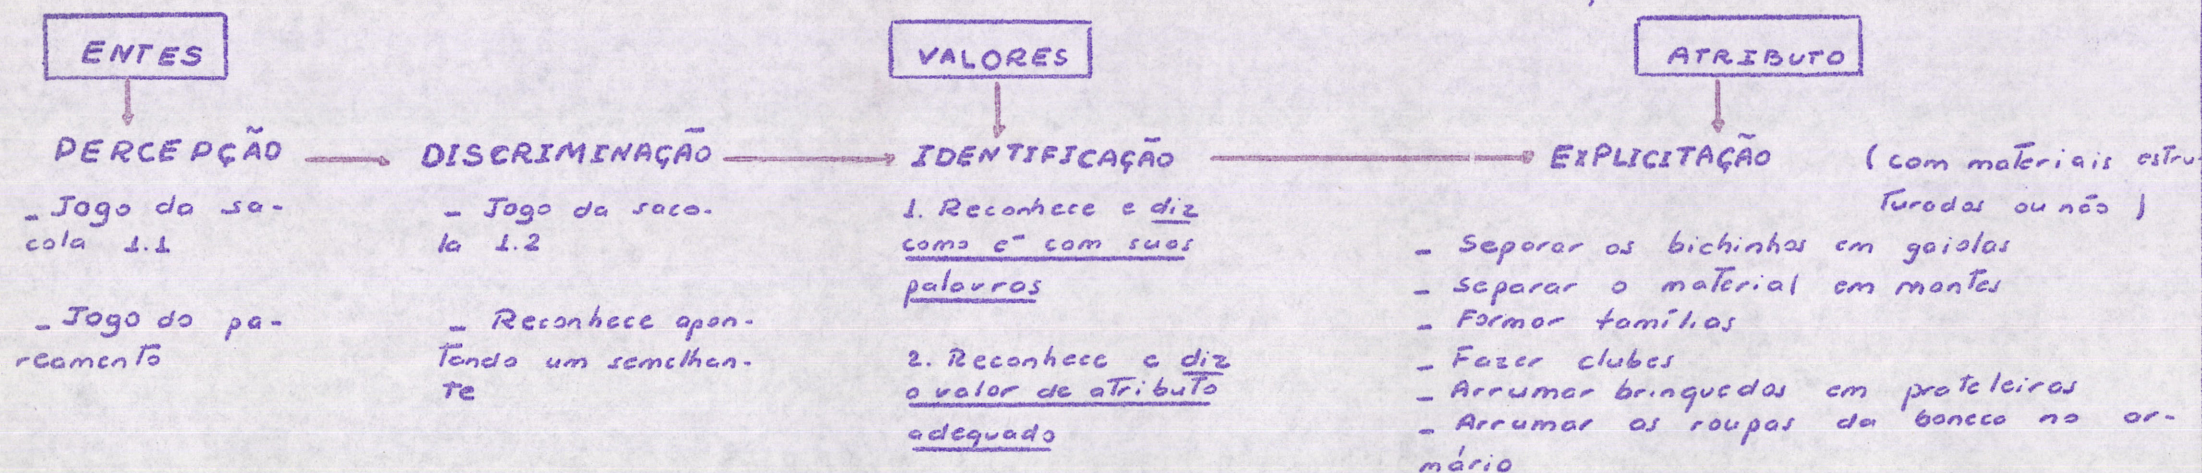 ENTES
VALORES
ATRIBUTO
PERCEPÇÃO
DISCRIMINAÇÃO
IDENTIFICAÇÃO
EXPLICITAÇÃO
(com materiais estru-
turados ou não)
- Jogo da sa-
cola 1.1
- Jogo do pa-
reamento
- Jogo da saco-
la 1.2
- Reconhece apon-
tando um semelhan-
te
1. Reconhece e diz
como é com suas
palavras
2. Reconhece e diz
o valor de atributo
adequado
- Separar os bichinhos em gaiolas
- Separar o material em montes
- Formar famílias
- Fazer clubes
- Arrumar brinquedos em prateleiras
- Arrumar as roupas da boneca no ar-
mário